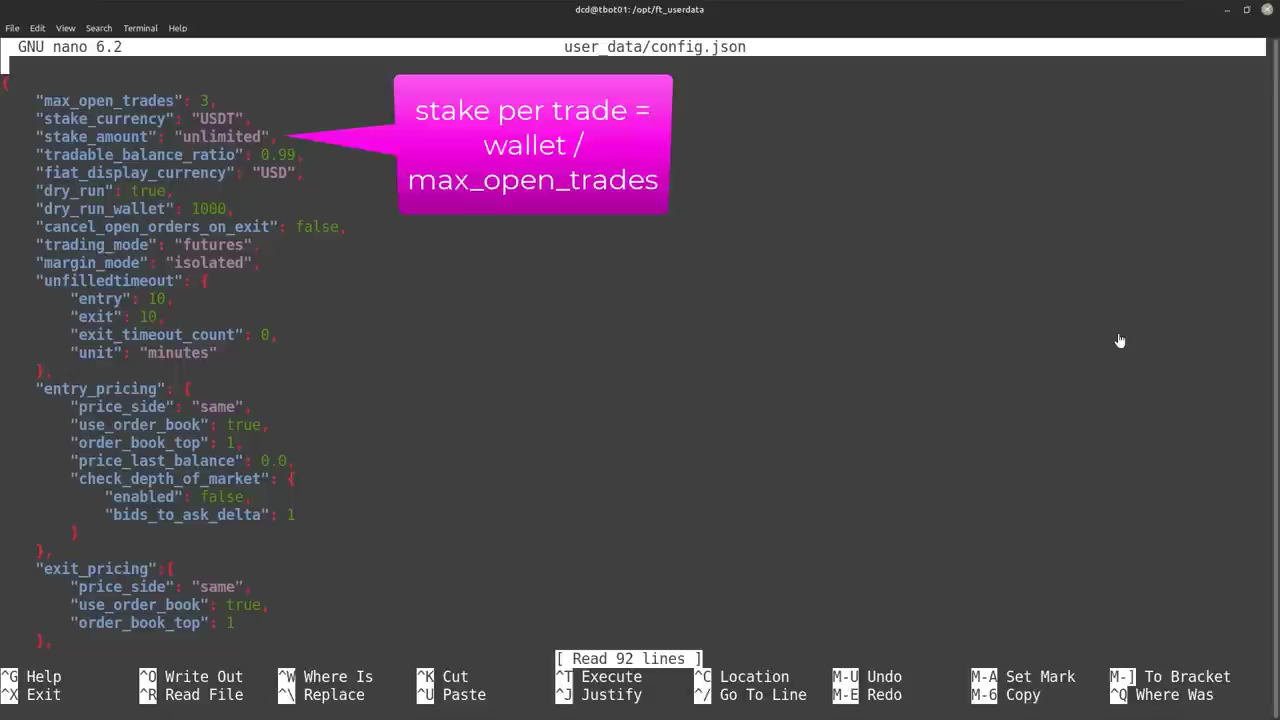 dcd@tbot01: /opt/ft_userdata
File Edit View Search Terminal Help
GNU nano 6.2 user_data/config.json
{
"max_open_trades": 3,
"stake_currency": "USDT",
"stake_amount": "unlimited",
"tradable_balance_ratio": 0.99,
"fiat_display_currency": "USD",
"dry_run": true,
"dry_run_wallet": 1000,
"cancel_open_orders_on_exit": false,
"trading_mode": "futures",
"margin_mode": "isolated",
"unfilledtimeout": {
"entry": 10,
"exit": 10,
"exit_timeout_count": 0,
"unit": "minutes"
},
"entry_pricing": {
"price_side": "same",
"use_order_book": true,
"order_book_top": 1,
"price_last_balance": 0.0,
"check_depth_of_market": {
"enabled": false,
"bids_to_ask_delta": 1
}
},
"exit_pricing":{
"price_side": "same",
"use_order_book": true,
"order_book_top": 1
},
stake per trade =
wallet /
max_open_trades
[ Read 92 lines ]
^G Help ^O Write Out ^W Where Is ^K Cut ^T Execute ^C Location M-U Undo M-A Set Mark M-] To Bracket
^X Exit ^R Read File ^\ Replace ^U Paste ^J Justify ^/ Go To Line M-E Redo M-6 Copy ^Q Where Was